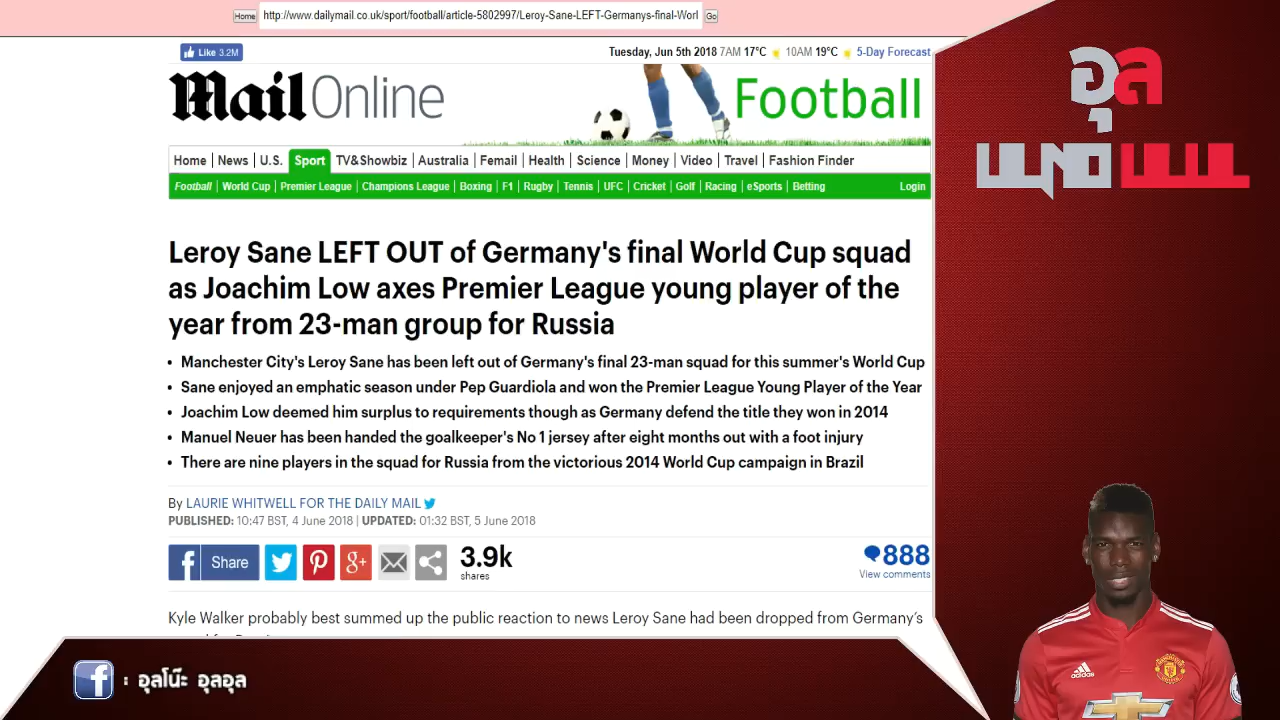 Home http://www.dailymail.co.uk/sport/football/article-5802997/Leroy-Sane-LEFT-Germanys-final-Worl Go
Like 3.2M
Tuesday, Jun 5th 2018 7AM 17°C 10AM 19°C 5-Day Forecast
Mail Online
Football
Home News U.S. Sport TV&Showbiz Australia Femail Health Science Money Video Travel Fashion Finder
Football World Cup Premier League Champions League Boxing F1 Rugby Tennis UFC Cricket Golf Racing eSports Betting Login
Leroy Sane LEFT OUT of Germany's final World Cup squad
as Joachim Low axes Premier League young player of the
year from 23-man group for Russia
• Manchester City's Leroy Sane has been left out of Germany's final 23-man squad for this summer's World Cup
• Sane enjoyed an emphatic season under Pep Guardiola and won the Premier League Young Player of the Year
• Joachim Low deemed him surplus to requirements though as Germany defend the title they won in 2014
• Manuel Neuer has been handed the goalkeeper's No 1 jersey after eight months out with a foot injury
• There are nine players in the squad for Russia from the victorious 2014 World Cup campaign in Brazil
By LAURIE WHITWELL FOR THE DAILY MAIL
PUBLISHED: 10:47 BST, 4 June 2018 | UPDATED: 01:32 BST, 5 June 2018
f Share
3.9k
shares
888
View comments
Kyle Walker probably best summed up the public reaction to news Leroy Sane had been dropped from Germany's
อุล
: อุลโน๊ะ อุลอุล
adidas